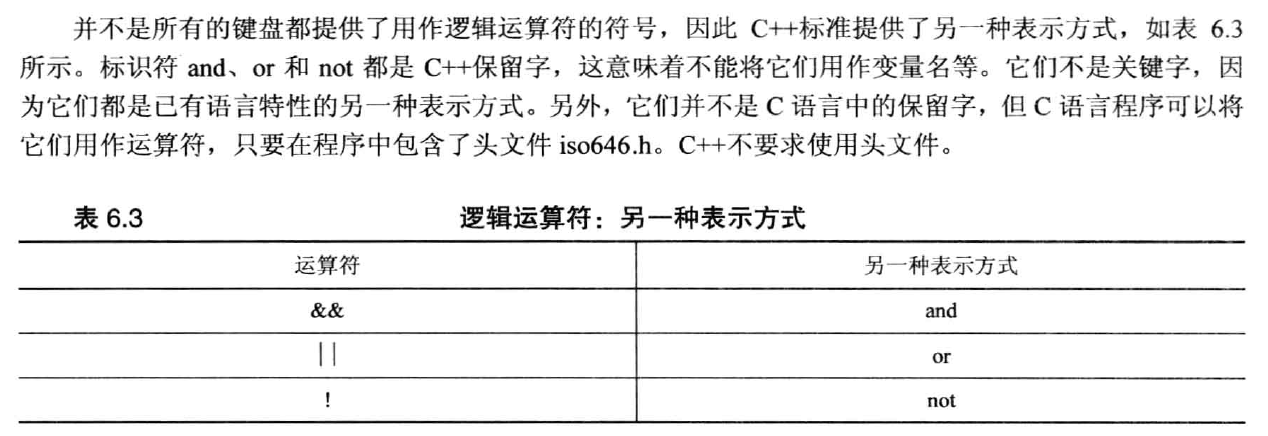 并不是所有的键盘都提供了用作逻辑运算符的符号，因此 C++标准提供了另一种表示方式，如表 6.3
所示。标识符 and、or 和 not 都是 C++保留字，这意味着不能将它们用作变量名等。它们不是关键字，因
为它们都是已有语言特性的另一种表示方式。另外，它们并不是 C 语言中的保留字，但 C 语言程序可以将
它们用作运算符，只要在程序中包含了头文件 iso646.h。C++不要求使用头文件。
表 6.3 逻辑运算符：另一种表示方式
运算符 另一种表示方式
&& and
|| or
! not